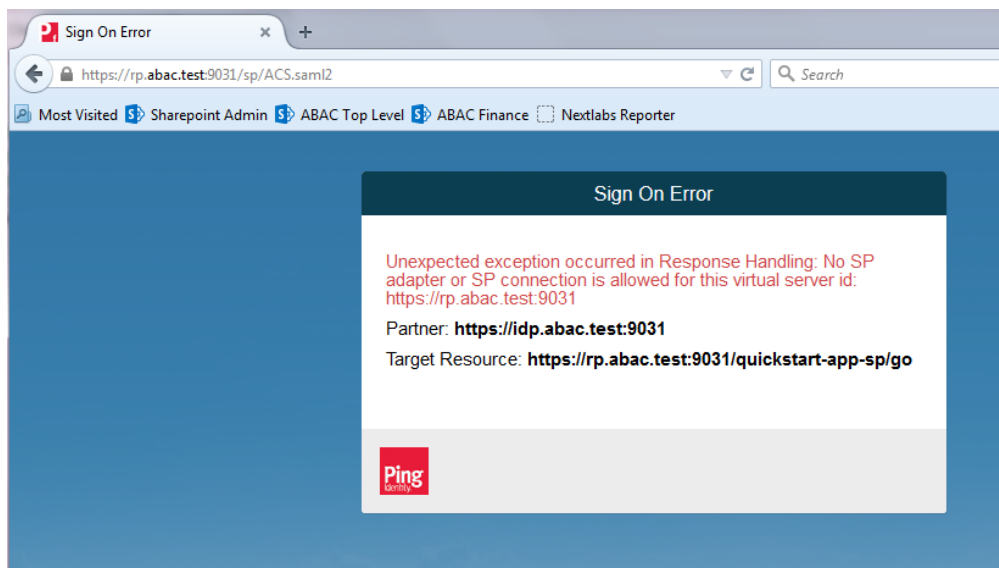 Sign On Error
https://rp.abac.test:9031/sp/ACS.saml2
Search
Most Visited Sharepoint Admin ABAC Top Level ABAC Finance Nextlabs Reporter
Sign On Error
Unexpected exception occurred in Response Handling: No SP
adapter or SP connection is allowed for this virtual server id:
https://rp.abac.test:9031
Partner: https://idp.abac.test:9031
Target Resource: https://rp.abac.test:9031/quickstart-app-sp/go
Ping
Identity